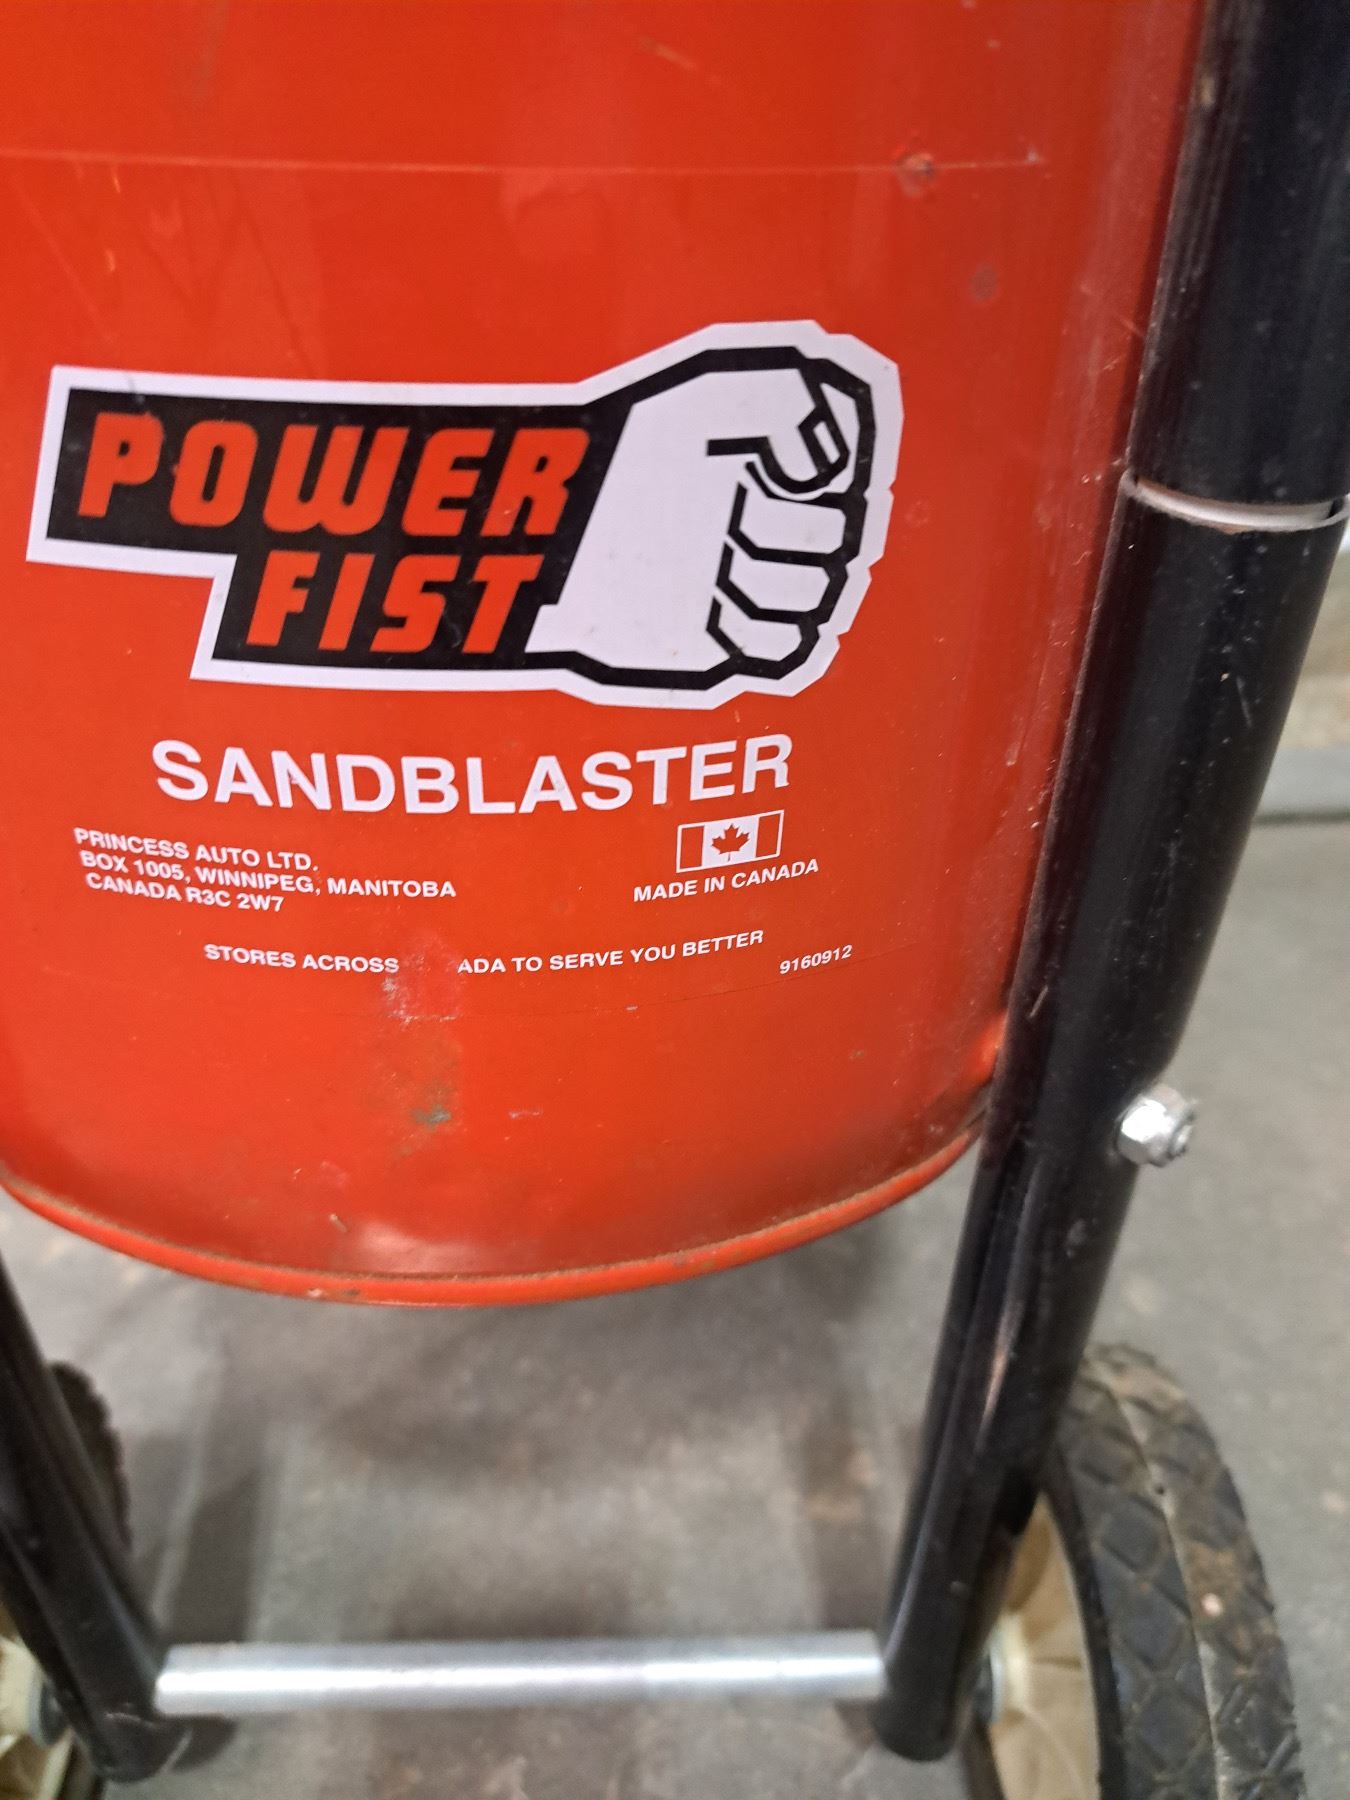 POWER
FIST
SANDBLASTER
PRINCESS AUTO LTD.
BOX 1005, WINNIPEG, MANITOBA
CANADA R3C 2W7
MADE IN CANADA
STORES ACROSS ADA TO SERVE YOU BETTER
9160912